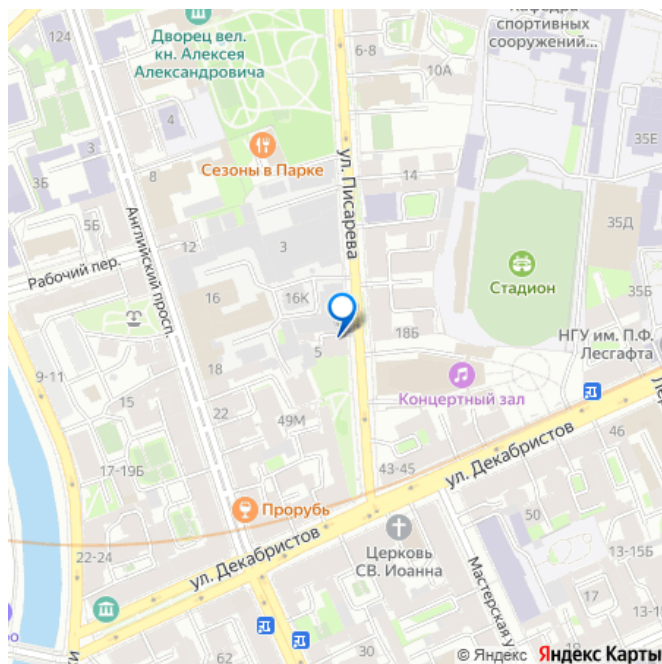 Кафедра
спортивных
сооружений...
124
Дворец вел.
кн. Алексея
Александровича
6-8
10А
4
3
35Е
Сезоны в Парке
3Б
8
14
ул. Писарева
5Б
Английский просп.
12
3
35Д
Рабочий пер.
Стадион
16
16К
35Б
18Б
НГУ им. П.Ф.
Лесгафта
5
9-11
18
Концертный зал
15
22
49М
46
43-45
ул. Декабристов
17-19Б
Прорубь
50
22-24
ул. Декабристов
Церковь
СВ. Иоанна
13-15Б
Мастерская у
17
19
© Яндекс Яндекс Карты